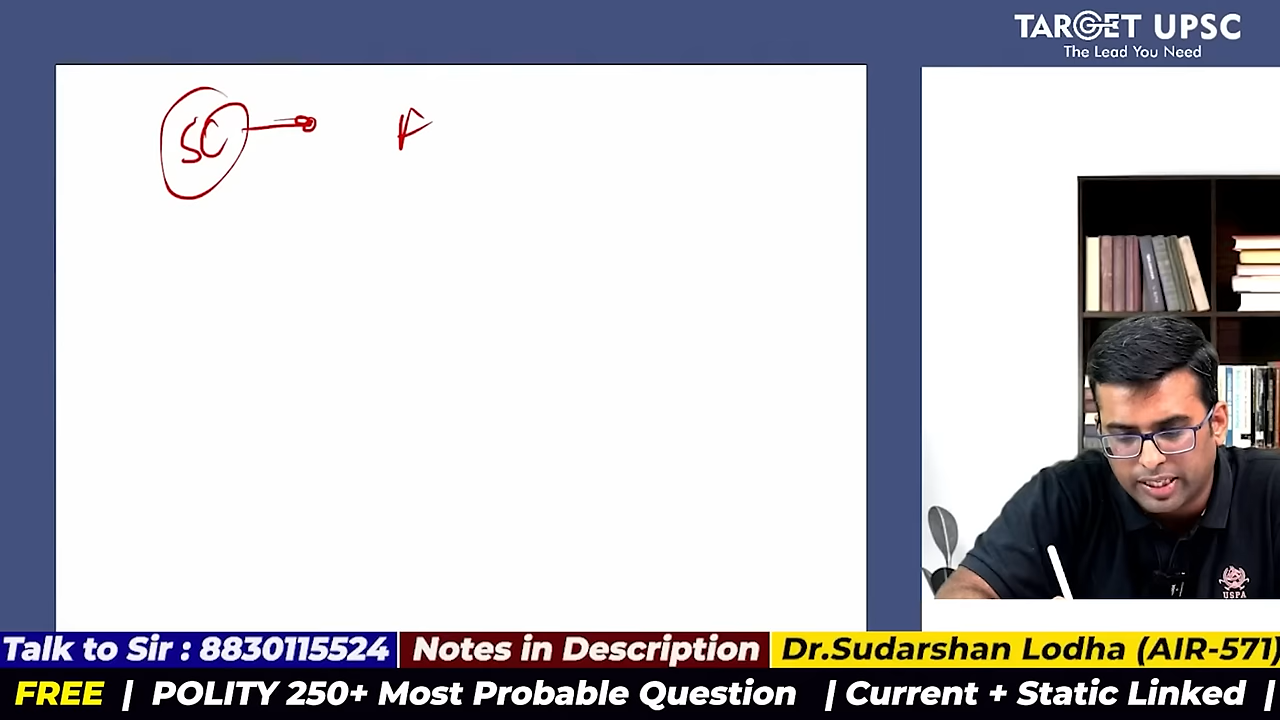 TARGET UPSC
The Lead You Need
SC
USPA
Talk to Sir : 8830115524 Notes in Description Dr.Sudarshan Lodha (AIR-571)
FREE | POLITY 250+ Most Probable Question | Current + Static Linked |